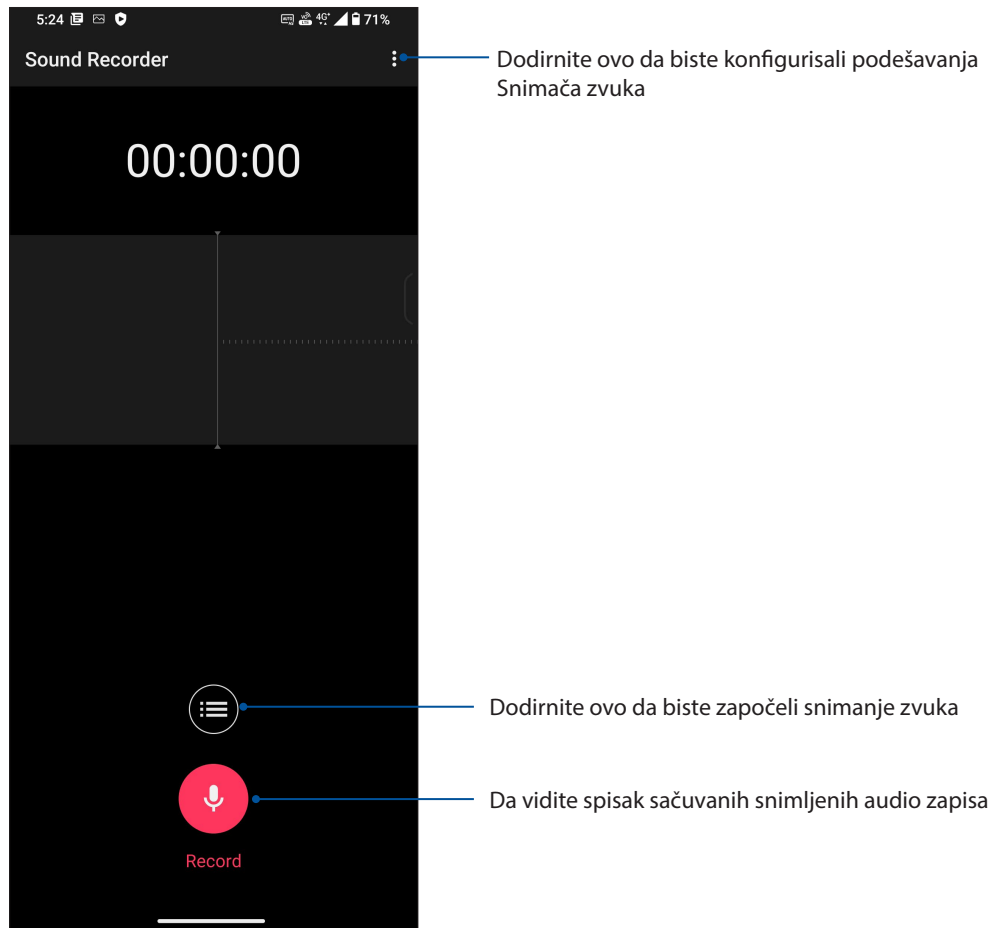 5:24 4G+ 71%
Sound Recorder
Dodirnite ovo da biste konfigurisali podešavanja
Snimača zvuka
00:00:00
Dodirnite ovo da biste započeli snimanje zvuka
Da vidite spisak sačuvanih snimljenih audio zapisa
Record